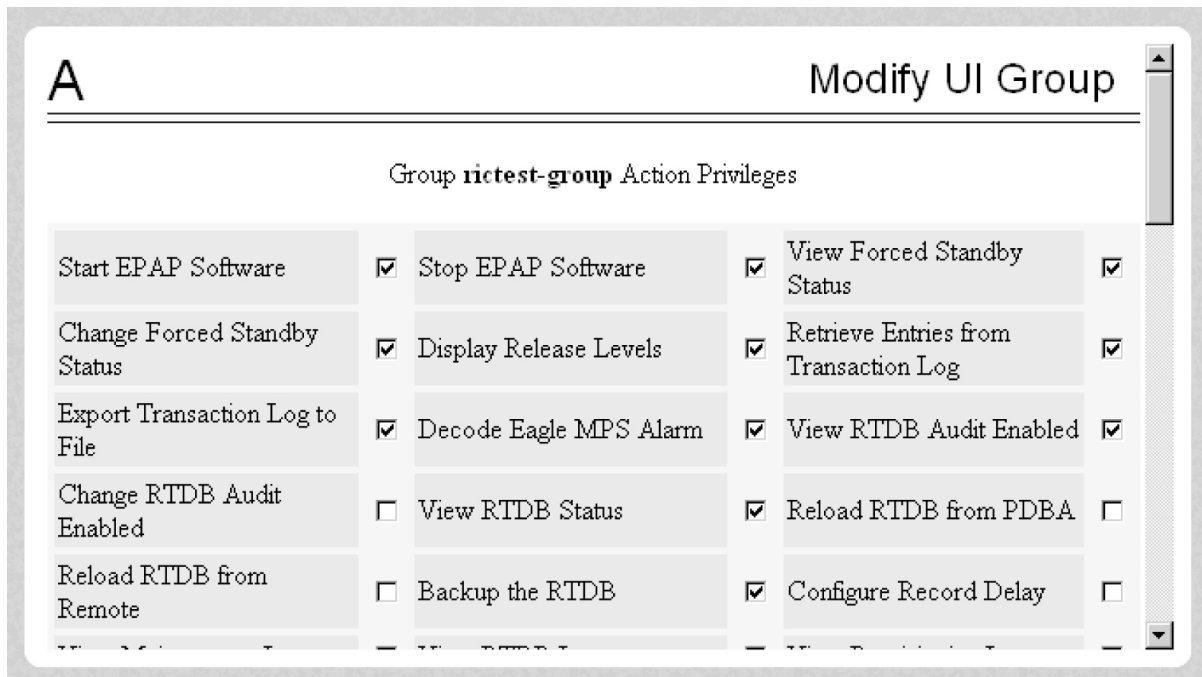 A
Modify UI Group
Group rictest-group Action Privileges
Start EPAP Software
Stop EPAP Software
View Forced Standby
Status
Change Forced Standby
Status
Display Release Levels
Retrieve Entries from
Transaction Log
Export Transaction Log to
File
Decode Eagle MPS Alarm
View RTDB Audit Enabled
Change RTDB Audit
Enabled
View RTDB Status
Reload RTDB from PDBA
Reload RTDB from
Remote
Backup the RTDB
Configure Record Delay